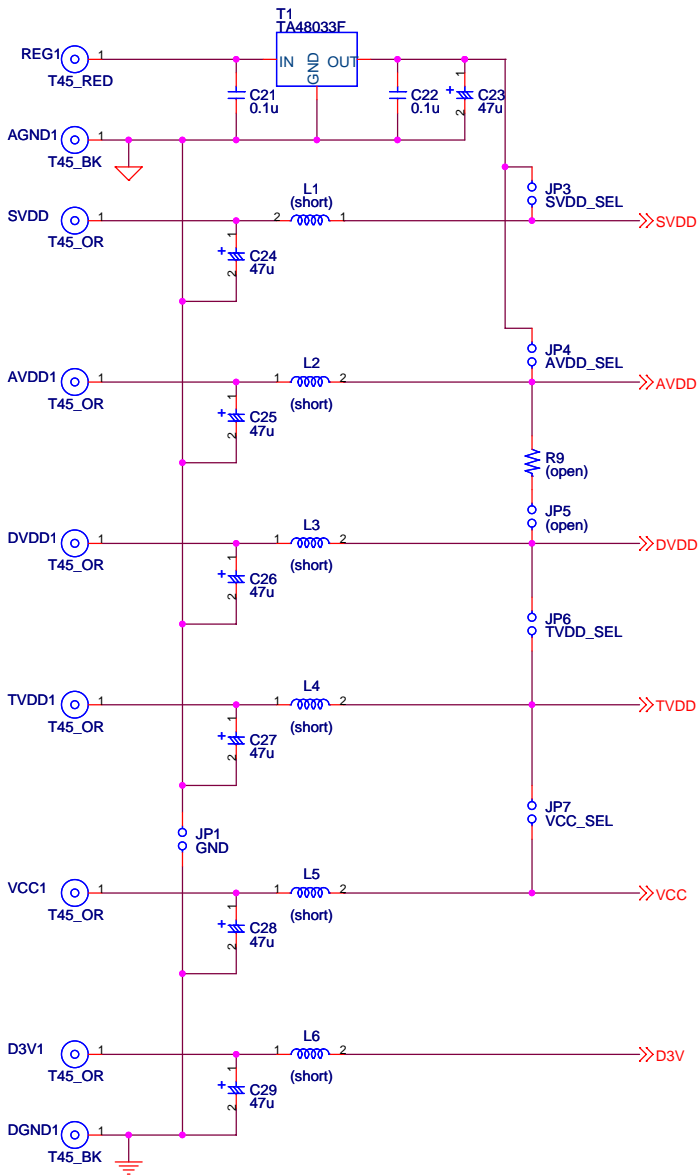 T1
TA48033F
REG1
1
T45_RED
IN
OUT
GND
C21
0.1u
C22
0.1u
1
+
C23
47u
2
AGND1
1
T45_BK
JP3
SVDD_SEL
L1
(short)
SVDD
1
T45_OR
2
1
SVDD
1
+
C24
47u
2
JP4
AVDD_SEL
L2
AVDD1
1
T45_OR
1
2
(short)
AVDD
1
+
C25
47u
2
R9
(open)
JP5
(open)
L3
DVDD1
1
T45_OR
1
2
(short)
DVDD
1
+
C26
47u
2
JP6
TVDD_SEL
L4
TVDD1
1
T45_OR
1
2
(short)
TVDD
1
+
C27
47u
2
JP7
VCC_SEL
JP1
GND
L5
VCC1
1
T45_OR
1
2
(short)
VCC
1
+
C28
47u
2
L6
D3V1
1
T45_OR
1
2
(short)
D3V
1
+
C29
47u
2
DGND1
1
T45_BK